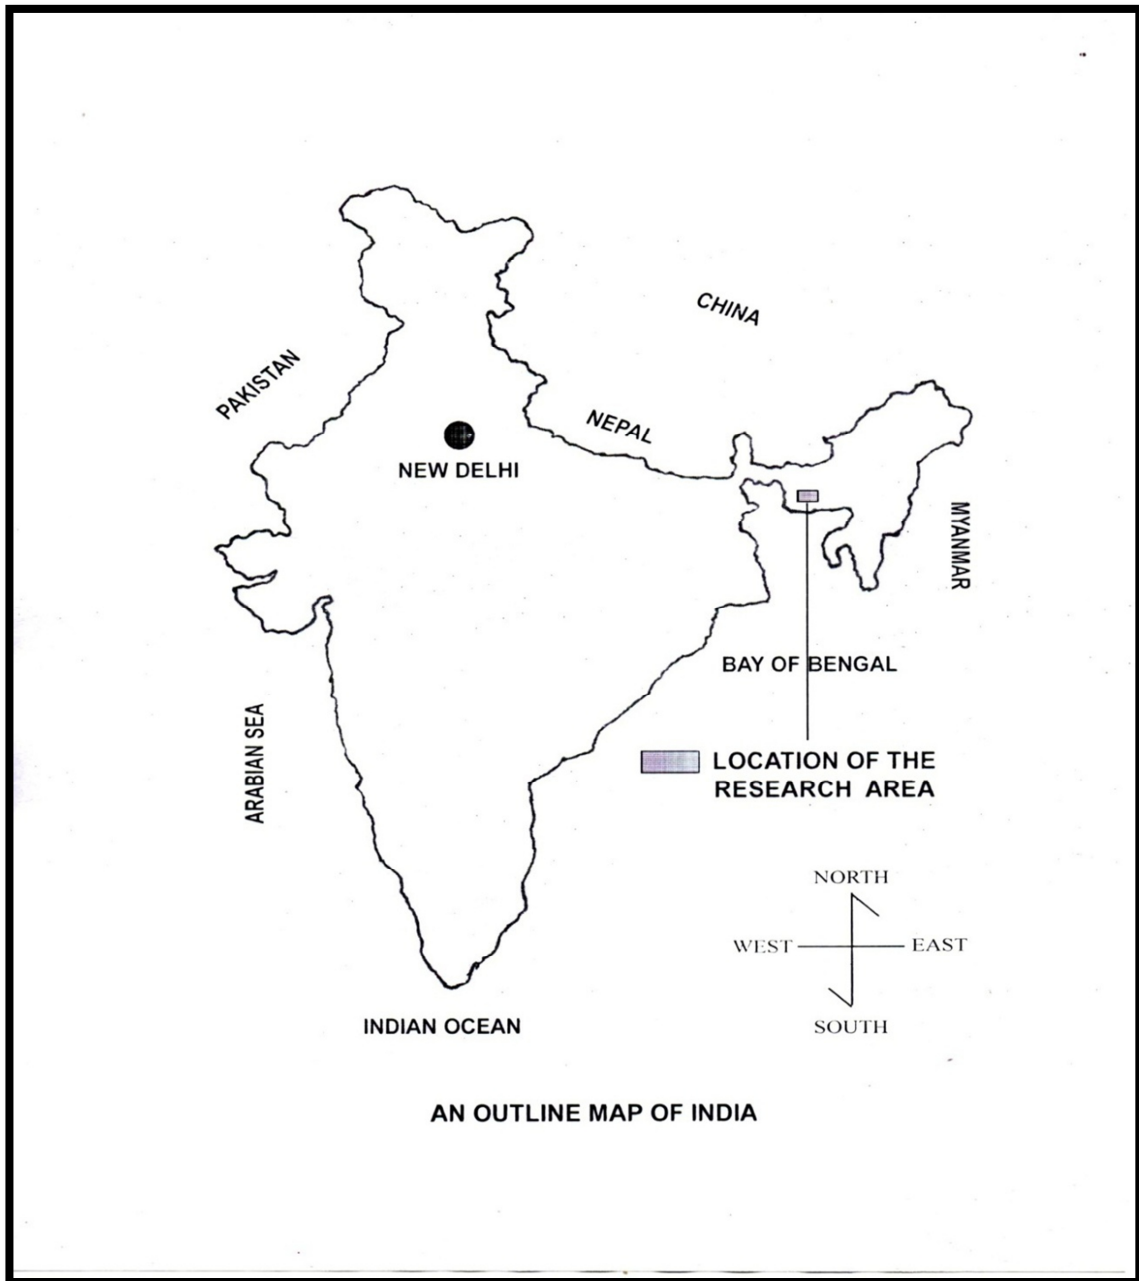 CHINA
PAKISTAN
NEPAL
NEW DELHI
MYANMAR
BAY OF BENGAL
ARABIAN SEA
LOCATION OF THE
RESEARCH AREA
NORTH
WEST
EAST
SOUTH
INDIAN OCEAN
AN OUTLINE MAP OF INDIA